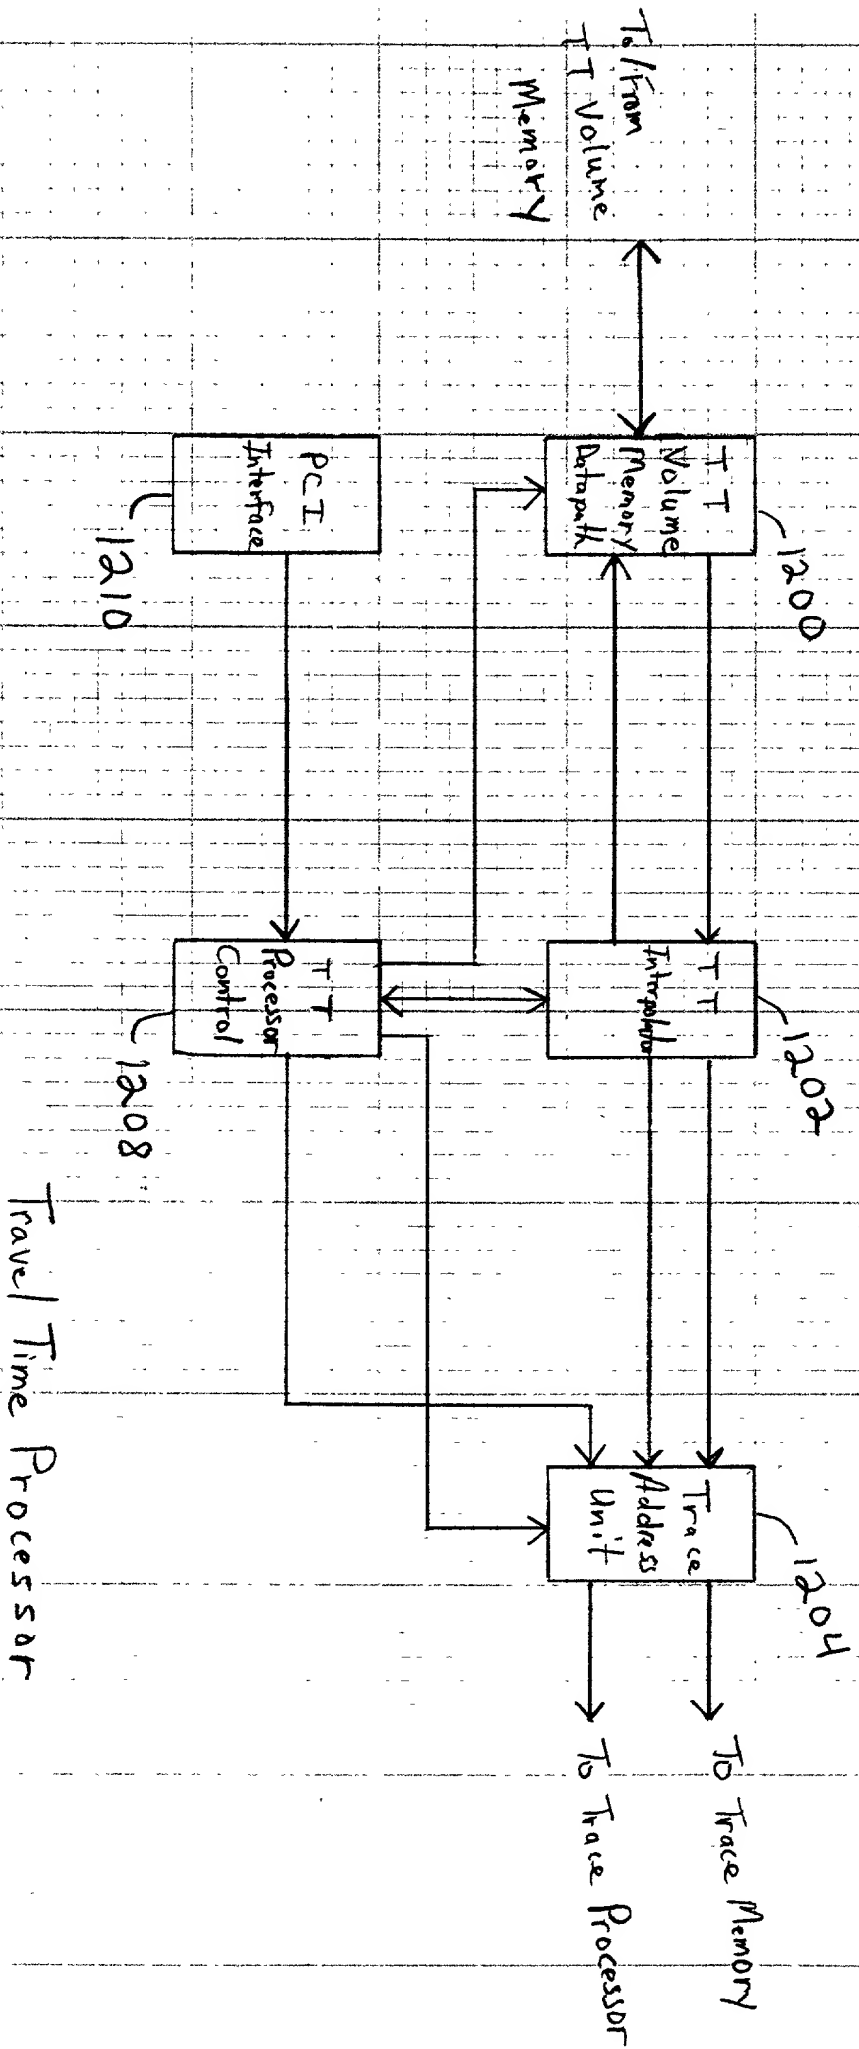 To/From
TT Volume
Memory
TT
Volume
Memory
Datapath
1200
TT
Interpolator
1202
Trace
Address
Unit
1204
To Trace Memory
To Trace Processor
PCI
Interface
1210
TT
Processor
Control
1208
Travel Time Processor